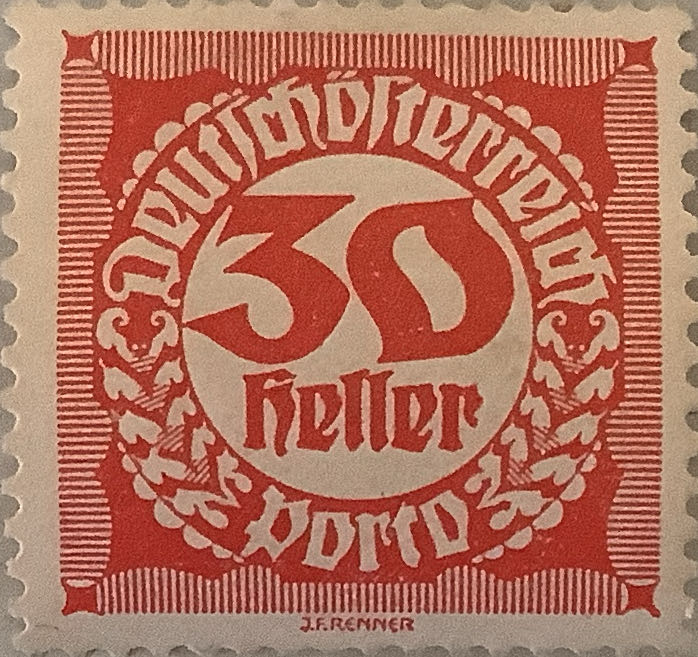 Deutschösterreich
30
heller
porto
J.F.RENNER